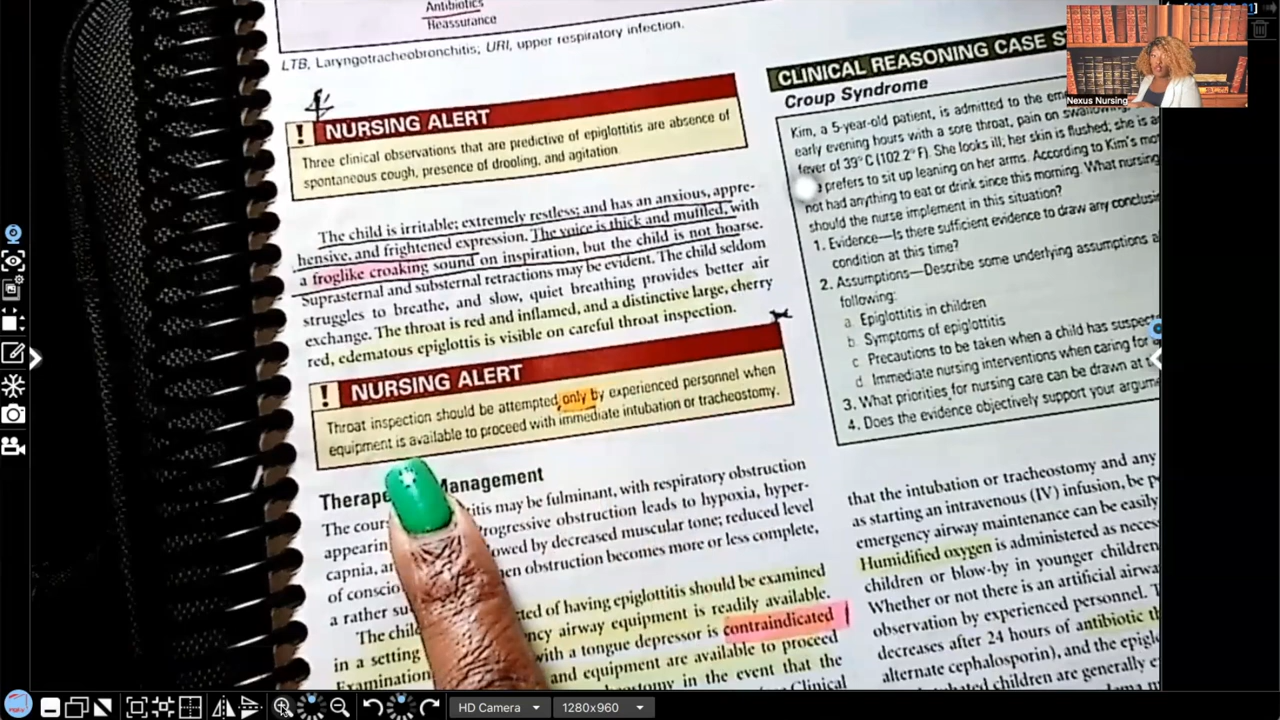 Antibiotics
Reassurance
LTB, Laryngotracheobronchitis; URI, upper respiratory infection.
! NURSING ALERT
Three clinical observations that are predictive of epiglottitis are absence of
spontaneous cough, presence of drooling, and agitation.
The child is irritable; extremely restless; and has an anxious, appre-
hensive, and frightened expression. The voice is thick and muffled, with
a froglike croaking sound on inspiration, but the child is not hoarse.
Suprasternal and substernal retractions may be evident. The child seldom
struggles to breathe, and slow, quiet breathing provides better air
exchange. The throat is red and inflamed, and a distinctive large, cherry
red, edematous epiglottis is visible on careful throat inspection.
! NURSING ALERT
Throat inspection should be attempted only by experienced personnel when
equipment is available to proceed with immediate intubation or tracheostomy.
Management
The may be fulminant, with respiratory obstruction
appearing obstruction leads to hypoxia, hyper-
by decreased muscular tone; reduced level
of obstruction becomes more or less complete,
a rather
The of having epiglottitis should be examined
in a setting airway equipment is readily available.
Examination with a tongue depressor is contraindicated
and equipment are available to proceed
in the event that the
Clinical
CLINICAL REASONING CASE
Croup Syndrome
Kim, a 5-year-old patient, is admitted to the
early evening hours with a sore throat, pain on
fever of 39° C (102.2° F). She looks ill; her skin is flushed; she is
prefers to sit up leaning on her arms. According to Kim's
not had anything to eat or drink since this morning. What
should the nurse implement in this situation?
1. Evidence—Is there sufficient evidence to draw any
condition at this time?
2. Assumptions—Describe some underlying assumptions
following:
a. Epiglottitis in children
b. Symptoms of epiglottitis
c. Precautions to be taken when a child has
d. Immediate nursing interventions when caring for
3. What priorities for nursing care can be drawn at
4. Does the evidence objectively support your
that the intubation or tracheostomy and any
as starting an intravenous (IV) infusion, be
emergency airway maintenance can be easily
Humidified oxygen is administered as
children or blow-by in younger children
Whether or not there is an artificial
observation by experienced personnel.
decreases after 24 hours of antibiotic
alternate cephalosporin), and the
children are generally
Nexus Nursing
HD Camera
1280x960